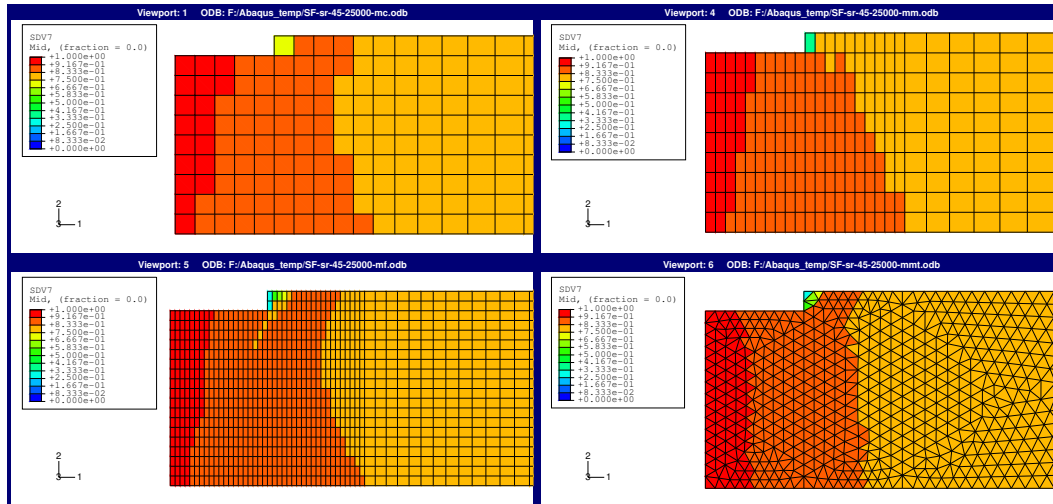 Viewport: 1 ODB: F:/Abaqus_temp/SF-sr-45-25000-mc.odb
SDV7
Mid, (fraction = 0.0)
+1.000e+00
+9.167e-01
+8.333e-01
+7.500e-01
+6.667e-01
+5.833e-01
+5.000e-01
+4.167e-01
+3.333e-01
+2.500e-01
+1.667e-01
+8.333e-02
+0.000e+00
2
3 1
Viewport: 4 ODB: F:/Abaqus_temp/SF-sr-45-25000-mm.odb
SDV7
Mid, (fraction = 0.0)
+1.000e+00
+9.167e-01
+8.333e-01
+7.500e-01
+6.667e-01
+5.833e-01
+5.000e-01
+4.167e-01
+3.333e-01
+2.500e-01
+1.667e-01
+8.333e-02
+0.000e+00
2
3 1
Viewport: 5 ODB: F:/Abaqus_temp/SF-sr-45-25000-mf.odb
SDV7
Mid, (fraction = 0.0)
+1.000e+00
+9.167e-01
+8.333e-01
+7.500e-01
+6.667e-01
+5.833e-01
+5.000e-01
+4.167e-01
+3.333e-01
+2.500e-01
+1.667e-01
+8.333e-02
+0.000e+00
2
3 1
Viewport: 6 ODB: F:/Abaqus_temp/SF-sr-45-25000-mmt.odb
SDV7
Mid, (fraction = 0.0)
+1.000e+00
+9.167e-01
+8.333e-01
+7.500e-01
+6.667e-01
+5.833e-01
+5.000e-01
+4.167e-01
+3.333e-01
+2.500e-01
+1.667e-01
+8.333e-02
+0.000e+00
2
3 1